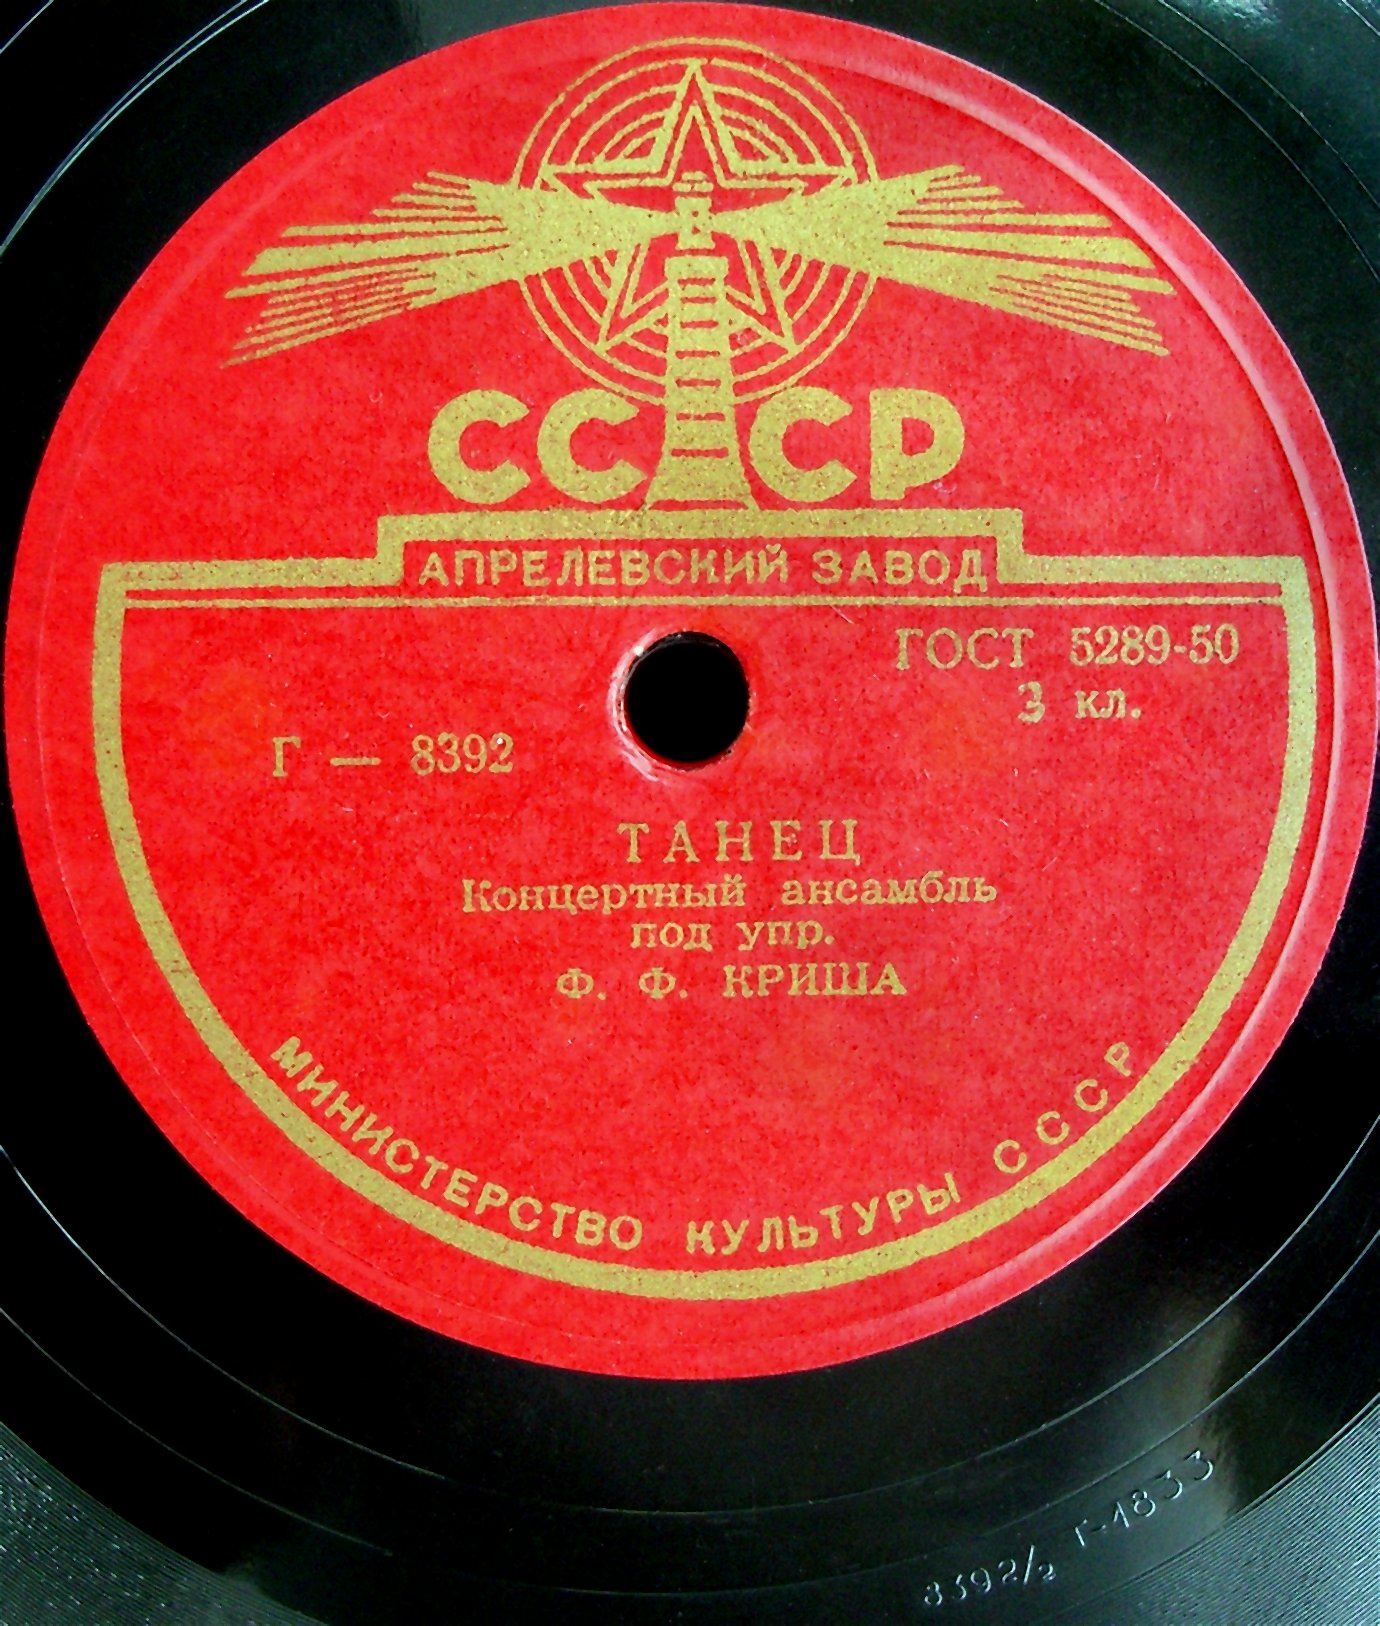 СССР
АПРЕЛЕВСКИЙ ЗАВОД
ГОСТ 5289-50
3 кл.
Г — 8392
ТАНЕЦ
Концертный ансамбль
под упр.
Ф. Ф. КРИША
МИНИСТЕРСТВО КУЛЬТУРЫ СССР
8392/2 Г-1833